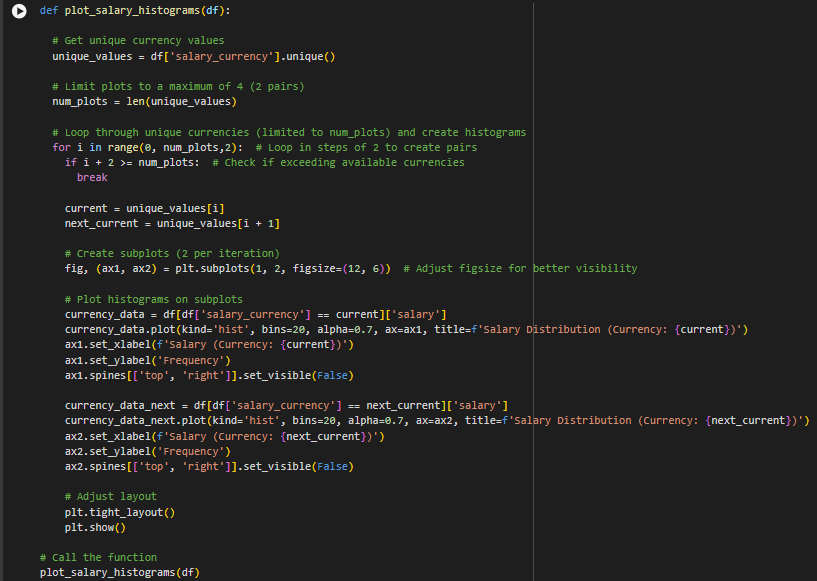 def plot_salary_histograms(df):
# Get unique currency values
unique_values = df['salary_currency'].unique()
# Limit plots to a maximum of 4 (2 pairs)
num_plots = len(unique_values)
# Loop through unique currencies (limited to num_plots) and create histograms
for i in range(0, num_plots,2):  # Loop in steps of 2 to create pairs
if i + 2 >= num_plots:  # Check if exceeding available currencies
break
current = unique_values[i]
next_current = unique_values[i + 1]
# Create subplots (2 per iteration)
fig, (ax1, ax2) = plt.subplots(1, 2, figsize=(12, 6))  # Adjust figsize for better visibility
# Plot histograms on subplots
currency_data = df[df['salary_currency'] == current]['salary']
currency_data.plot(kind='hist', bins=20, alpha=0.7, ax=ax1, title=f'Salary Distribution (Currency: {current})')
ax1.set_xlabel(f'Salary (Currency: {current})')
ax1.set_ylabel('Frequency')
ax1.spines[['top', 'right']].set_visible(False)
currency_data_next = df[df['salary_currency'] == next_current]['salary']
currency_data_next.plot(kind='hist', bins=20, alpha=0.7, ax=ax2, title=f'Salary Distribution (Currency: {next_current})')
ax2.set_xlabel(f'Salary (Currency: {next_current})')
ax2.set_ylabel('Frequency')
ax2.spines[['top', 'right']].set_visible(False)
# Adjust layout
plt.tight_layout()
plt.show()
# Call the function
plot_salary_histograms(df)